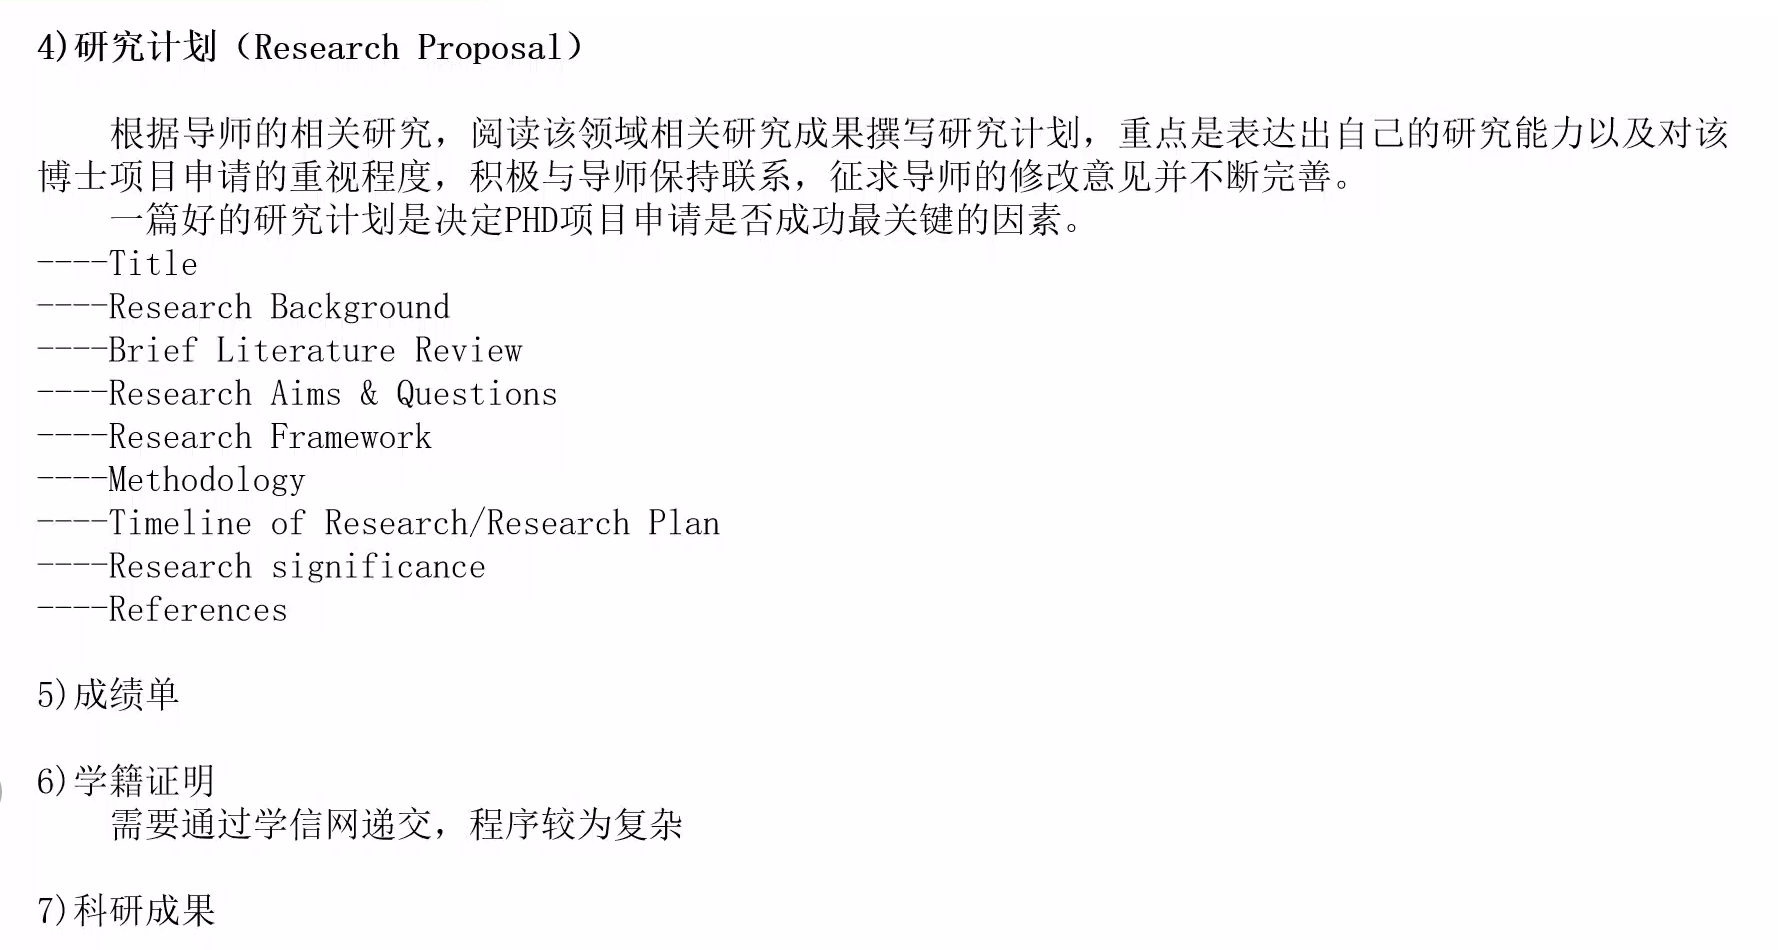 4)研究计划（Research Proposal）
根据导师的相关研究，阅读该领域相关研究成果撰写研究计划，重点是表达出自己的研究能力以及对该
博士项目申请的重视程度，积极与导师保持联系，征求导师的修改意见并不断完善。
一篇好的研究计划是决定PHD项目申请是否成功最关键的因素。
----Title
----Research Background
----Brief Literature Review
----Research Aims & Questions
----Research Framework
----Methodology
----Timeline of Research/Research Plan
----Research significance
----References
5)成绩单
6)学籍证明
需要通过学信网递交，程序较为复杂
7)科研成果